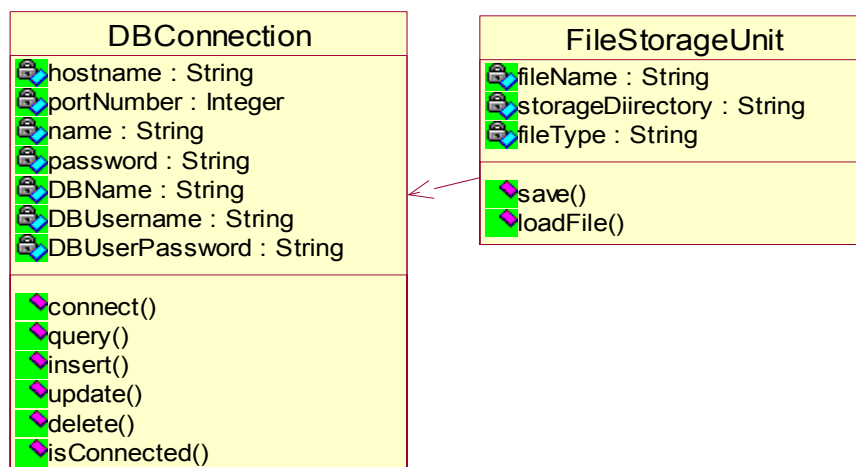 DBConnection
hostname : String
portNumber : Integer
name : String
password : String
DBName : String
DBUsername : String
DBUserPassword : String
connect()
query()
insert()
update()
delete()
isConnected()
FileStorageUnit
fileName : String
storageDiirectory : String
fileType : String
save()
loadFile()